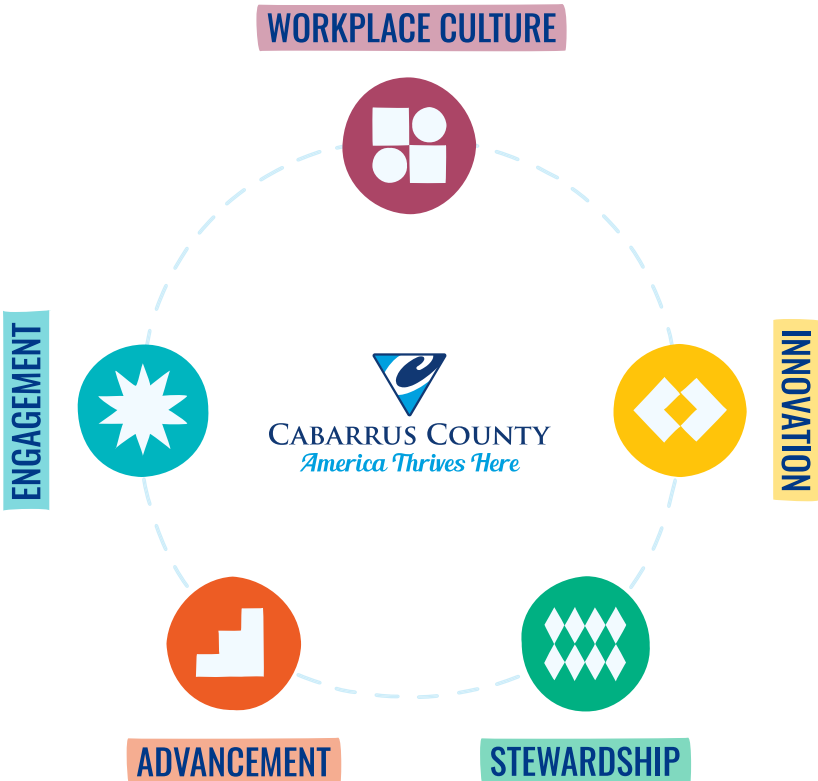 WORKPLACE CULTURE
ENGAGEMENT
INNOVATION
CABARRUS COUNTY
America Thrives Here
ADVANCEMENT
STEWARDSHIP